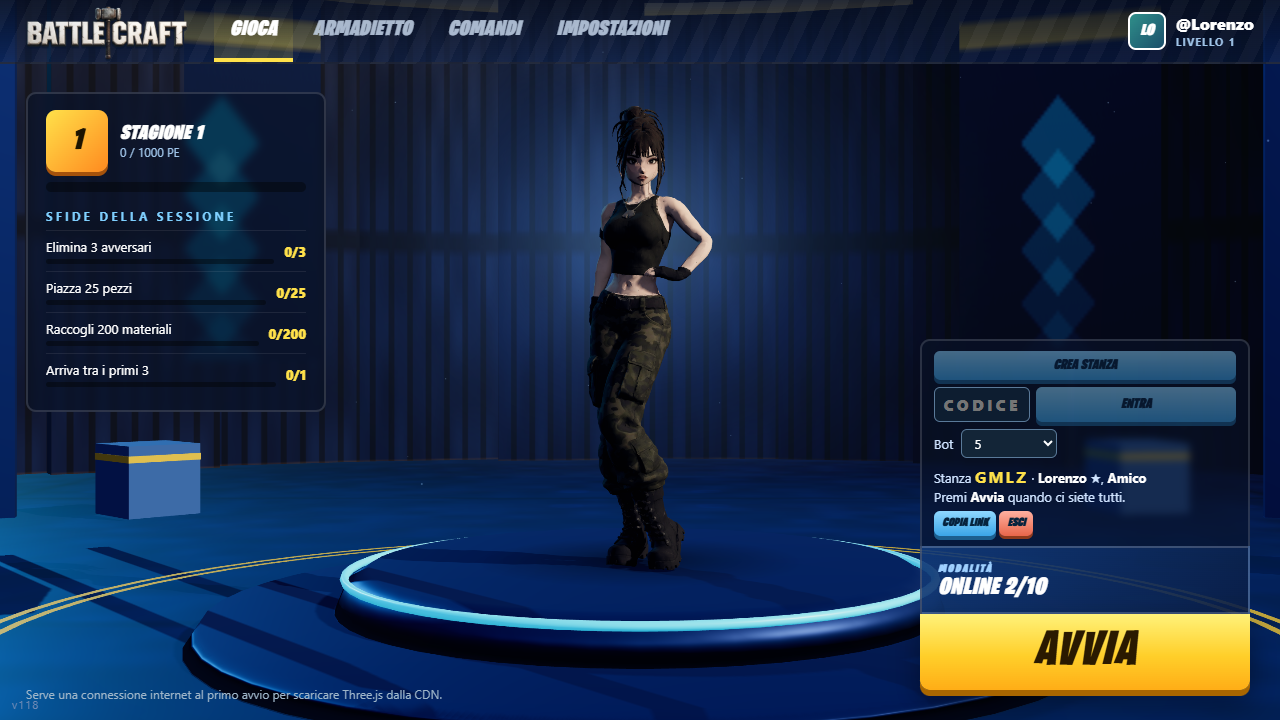 BATTLE CRAFT
GIOCA
ARMADIETTO
COMANDI
IMPOSTAZIONI
LO
@Lorenzo
LIVELLO 1
1
STAGIONE 1
0 / 1000 PE
SFIDE DELLA SESSIONE
Elimina 3 avversari
0/3
Piazza 25 pezzi
0/25
Raccogli 200 materiali
0/200
Arriva tra i primi 3
0/1
CREA STANZA
CODICE
ENTRA
Bot
5
Stanza GMLZ · Lorenzo ★, Amico
Premi Avvia quando ci siete tutti.
COPIA LINK
ESCI
MODALITÀ
ONLINE 2/10
AVVIA
Serve una connessione internet al primo avvio per scaricare Three.js dalla CDN.
v118